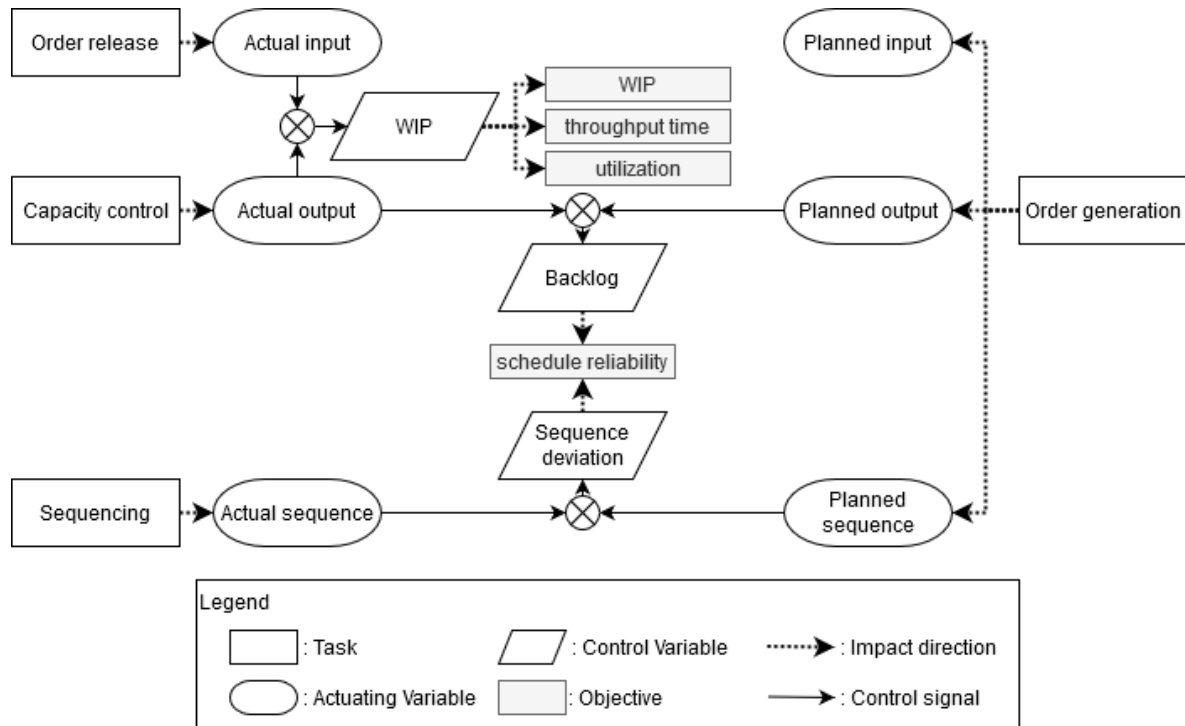 Order release
Actual input
Planned input
WIP
WIP
throughput time
utilization
Capacity control
Actual output
Planned output
Order generation
Backlog
schedule reliability
Sequence
deviation
Sequencing
Actual sequence
Planned
sequence
Legend
: Task
: Control Variable
: Impact direction
: Actuating Variable
: Objective
: Control signal